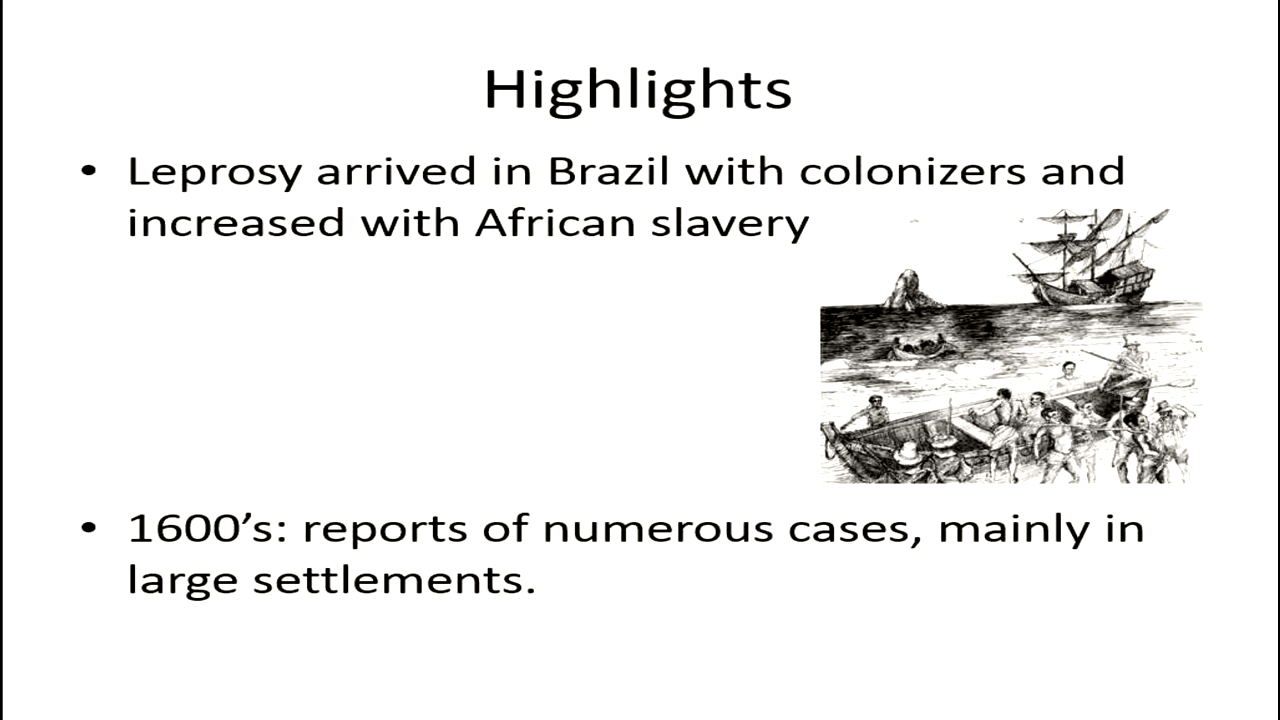 Highlights
• Leprosy arrived in Brazil with colonizers and
increased with African slavery
• 1600’s: reports of numerous cases, mainly in
large settlements.